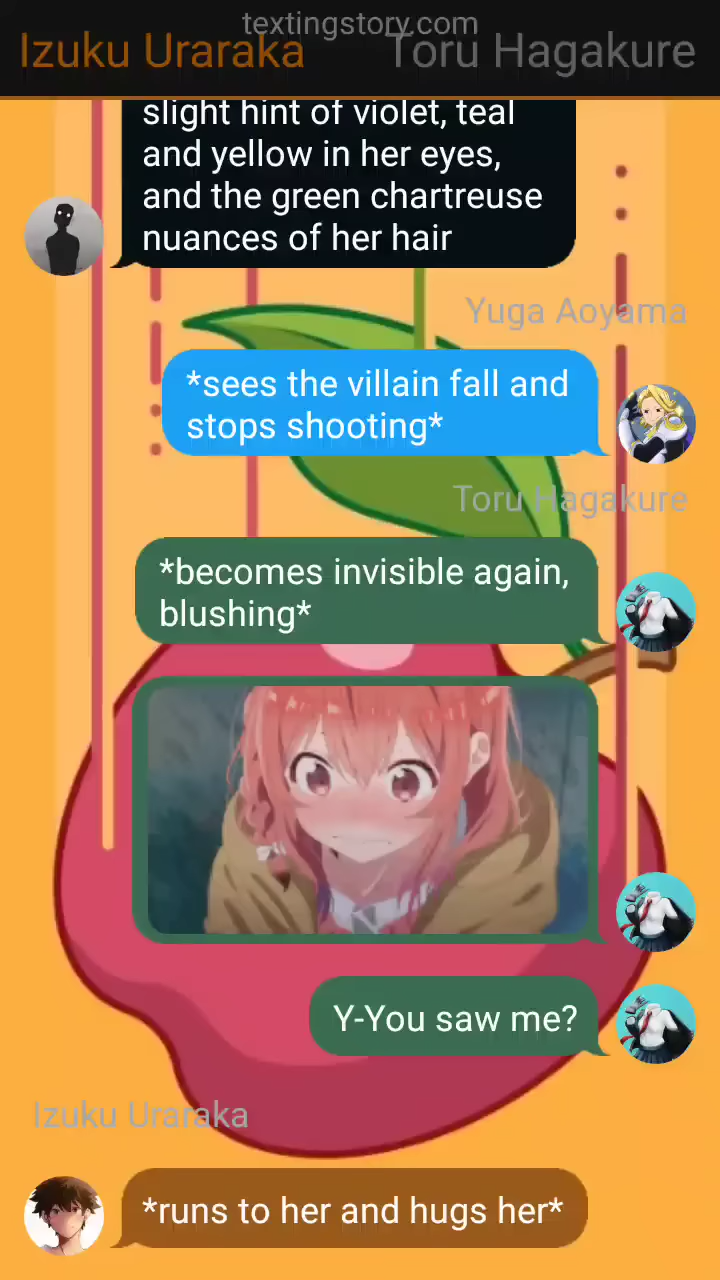 textingstory.com
Izuku Uraraka
Toru Hagakure
slight hint of violet, teal
and yellow in her eyes,
and the green chartreuse
nuances of her hair
Yuga Aoyama
*sees the villain fall and
stops shooting*
Toru Hagakure
*becomes invisible again,
blushing*
Y-You saw me?
Izuku Uraraka
*runs to her and hugs her*